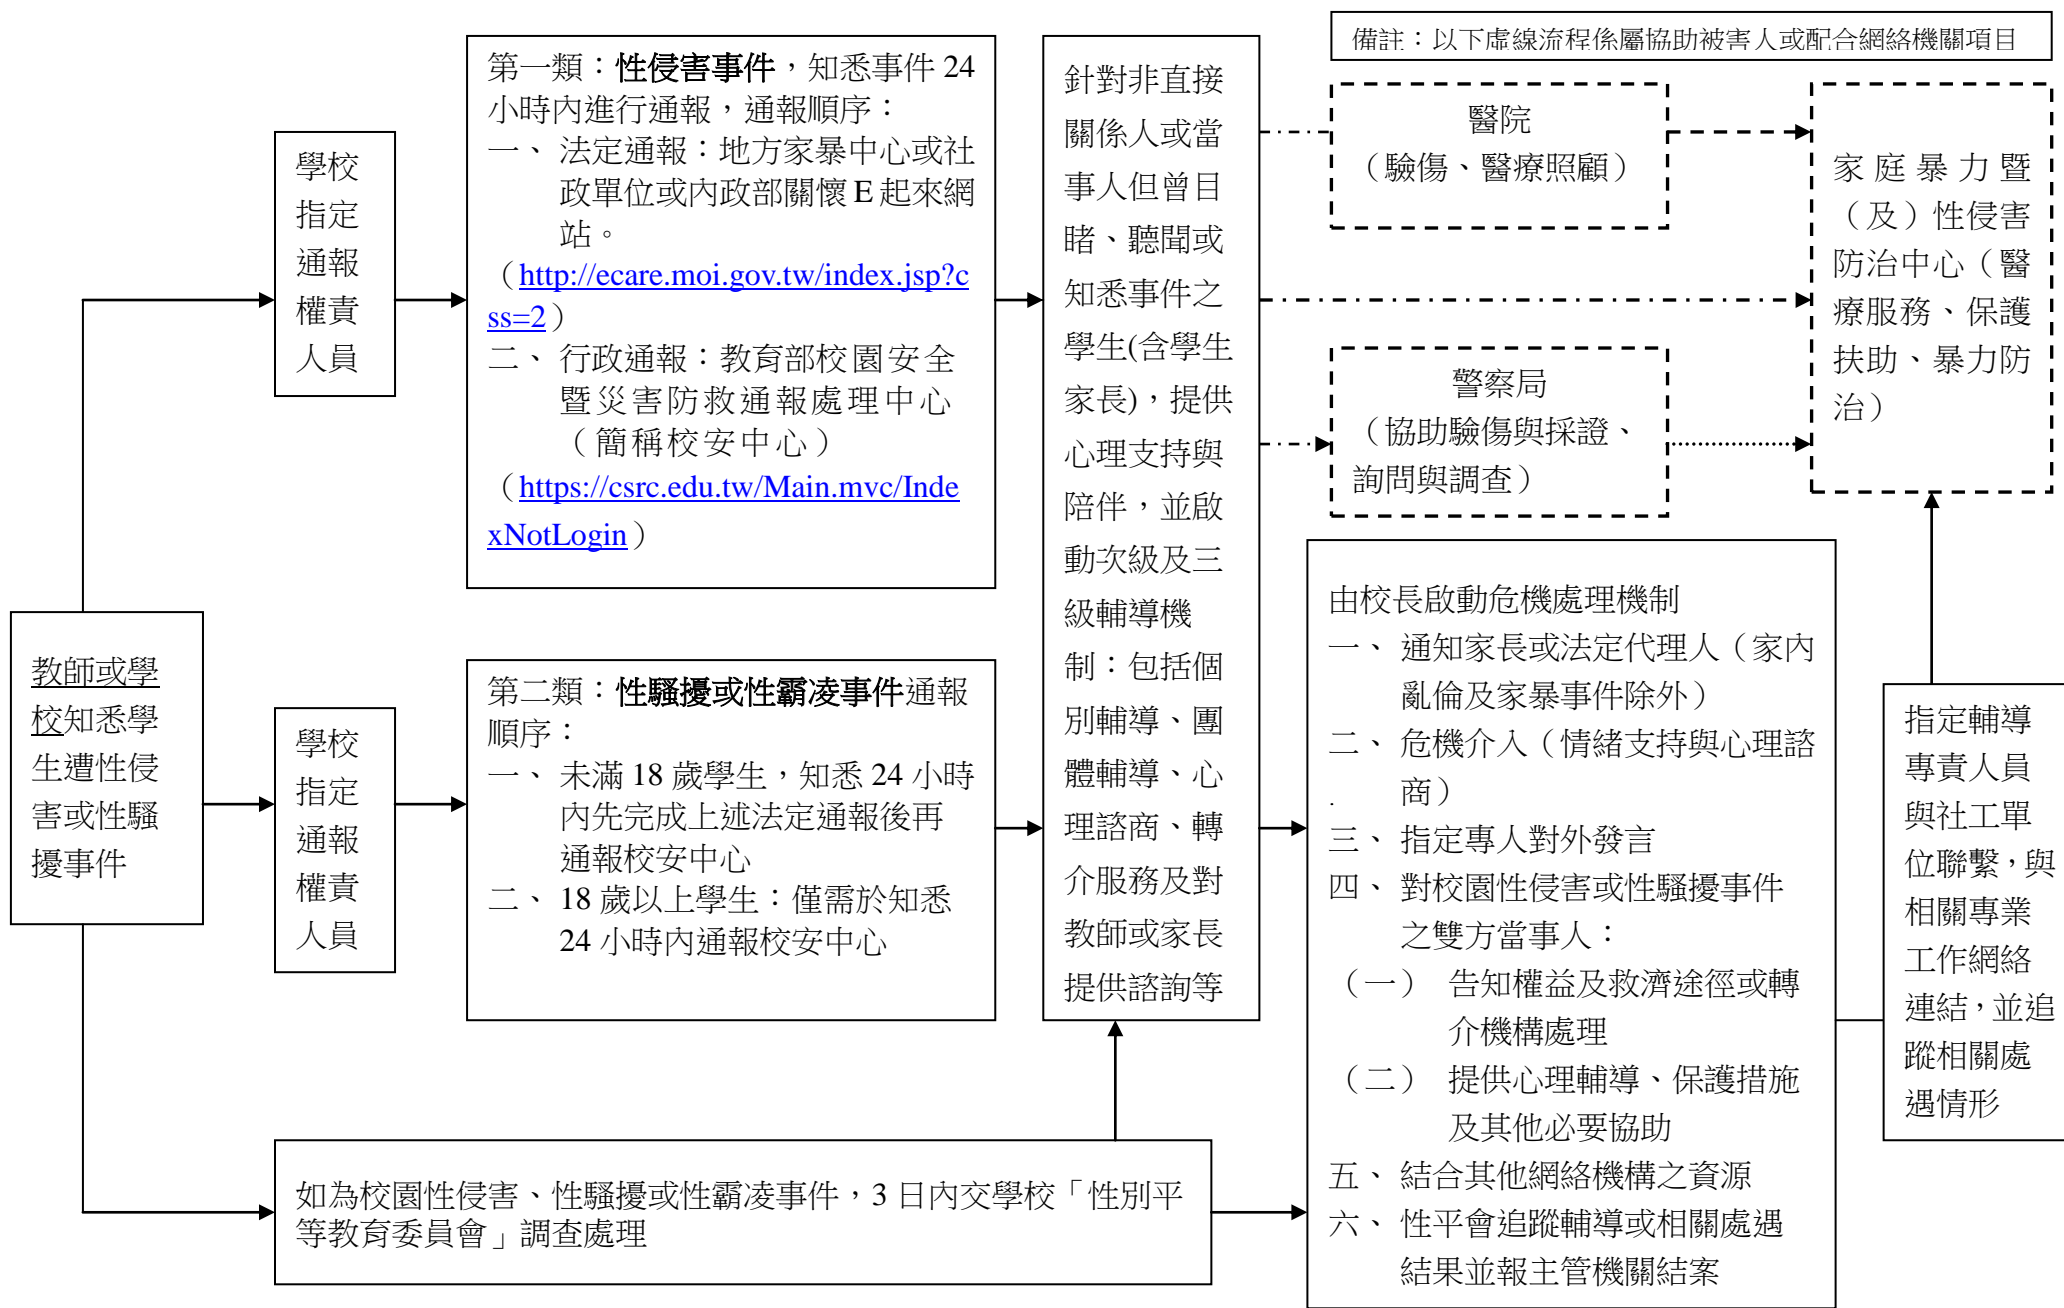 備註：以下虛線流程係屬協助被害人或配合網絡機關項目
教師或學
校知悉學
生遭性侵
害或性騷
擾事件
學校
指定
通報
權責
人員
第一類：性侵害事件，知悉事件 24
小時內進行通報，通報順序：
一、 法定通報：地方家暴中心或社
政單位或內政部關懷 E 起來網
站。
（http://ecare.moi.gov.tw/index.jsp?c
ss=2）
二、 行政通報：教育部校園安全
暨災害防救通報處理中心
（簡稱校安中心）
（https://csrc.edu.tw/Main.mvc/Inde
xNotLogin）
學校
指定
通報
權責
人員
第二類：性騷擾或性霸凌事件通報
順序：
一、 未滿 18 歲學生，知悉 24 小時
內先完成上述法定通報後再
通報校安中心
二、 18 歲以上學生：僅需於知悉
24 小時內通報校安中心
如為校園性侵害、性騷擾或性霸凌事件，3 日內交學校「性別平
等教育委員會」調查處理
針對非直接
關係人或當
事人但曾目
睹、聽聞或
知悉事件之
學生(含學生
家長)，提供
心理支持與
陪伴，並啟
動次級及三
級輔導機
制：包括個
別輔導、團
體輔導、心
理諮商、轉
介服務及對
教師或家長
提供諮詢等
醫院
（驗傷、醫療照顧）
警察局
（協助驗傷與採證、
詢問與調查）
家庭暴力暨
（及）性侵害
防治中心（醫
療服務、保護
扶助、暴力防
治）
由校長啟動危機處理機制
一、 通知家長或法定代理人（家內
亂倫及家暴事件除外）
二、 危機介入（情緒支持與心理諮
商）
三、 指定專人對外發言
四、 對校園性侵害或性騷擾事件
之雙方當事人：
（一） 告知權益及救濟途徑或轉
介機構處理
（二） 提供心理輔導、保護措施
及其他必要協助
五、 結合其他網絡機構之資源
六、 性平會追蹤輔導或相關處遇
結果並報主管機關結案
指定輔導
專責人員
與社工單
位聯繫，與
相關專業
工作網絡
連結，並追
蹤相關處
遇情形